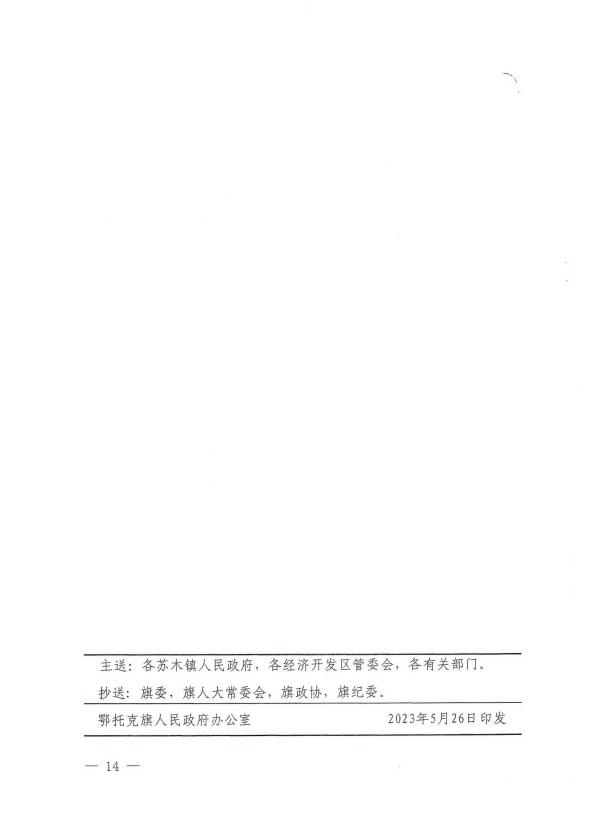 主送：各苏木镇人民政府，各经济开发区管委会，各有关部门。
抄送：旗委，旗人大常委会，旗政协，旗纪委。
鄂托克旗人民政府办公室 2023年5月26日印发
— 14 —